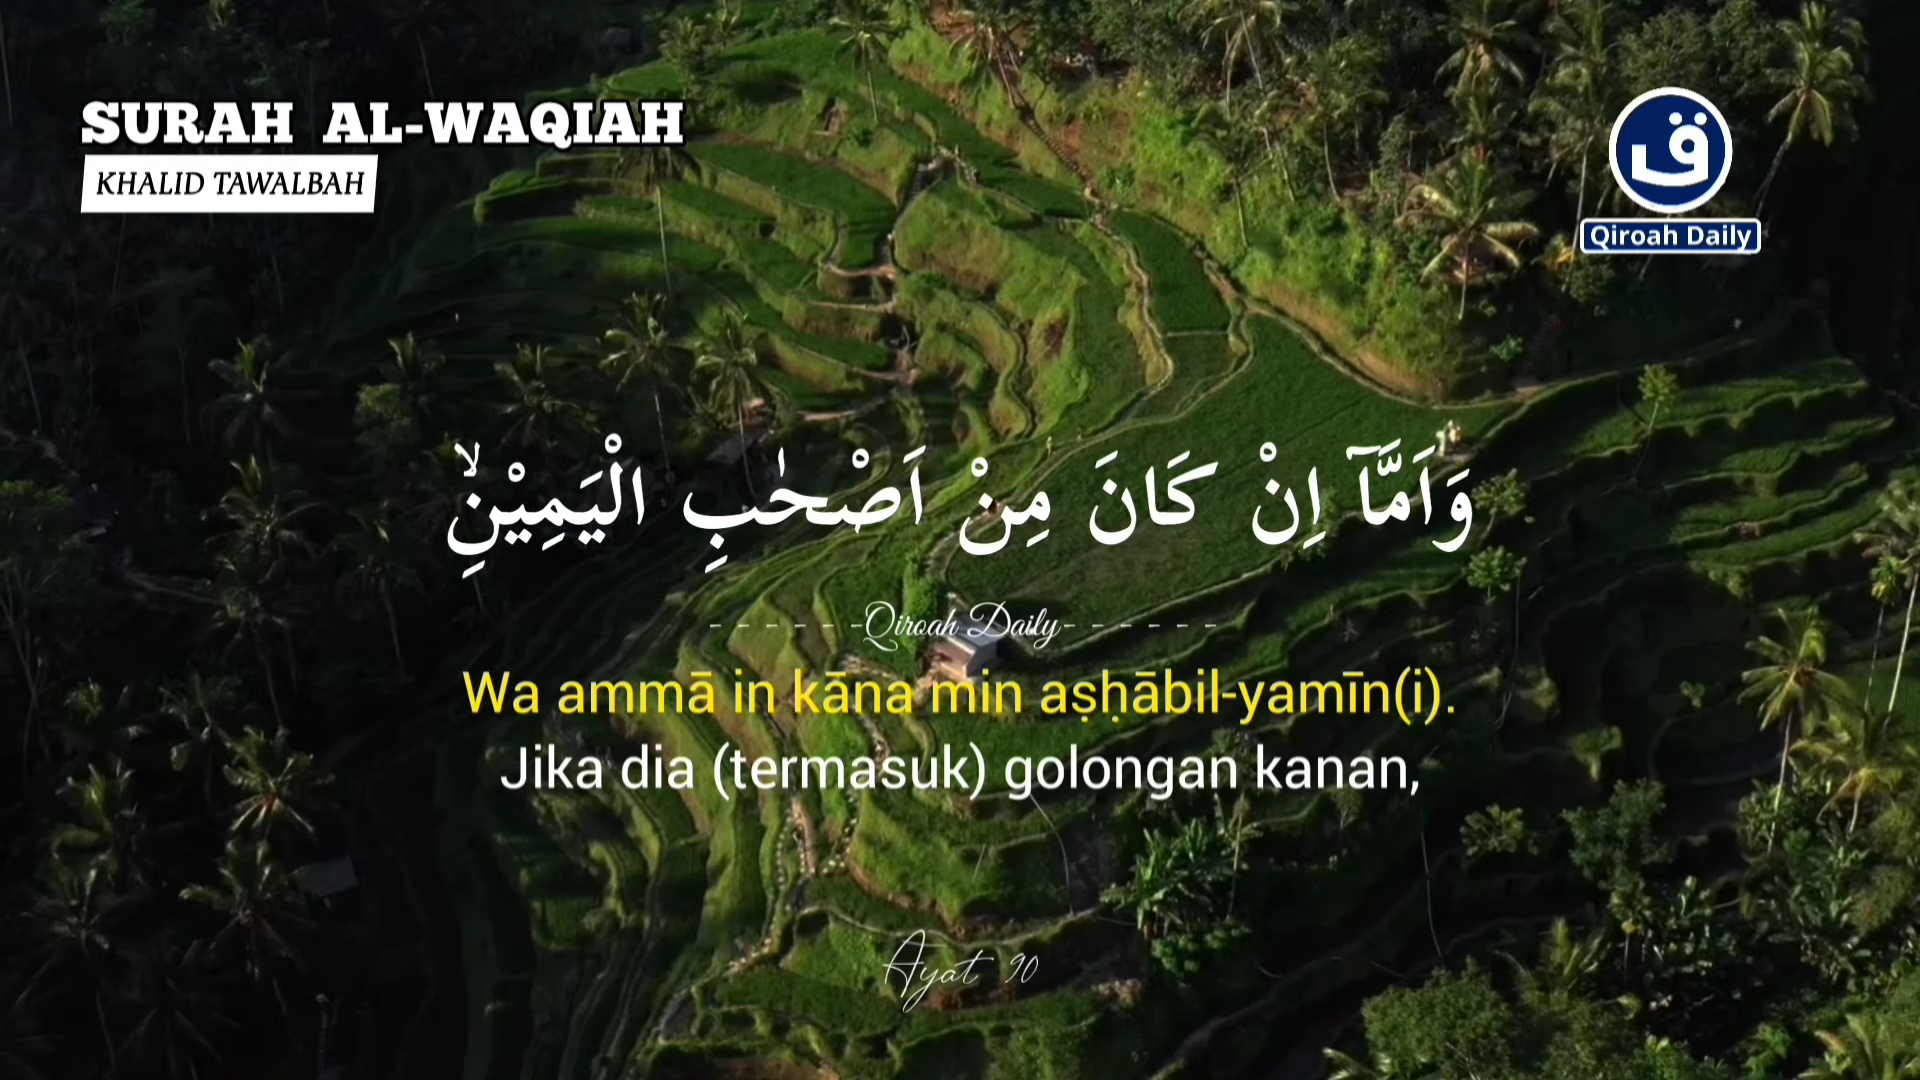 SURAH AL-WAQIAH
KHALID TAWALBAH
ق
Qiroah Daily
وَاَمَّآ اِنْ كَانَ مِنْ اَصْحٰبِ الْيَمِيْنِۙ
- - - - - -Qiroah Daily- - - - - -
Wa ammā in kāna min aṣḥābil-yamīn(i).
Jika dia (termasuk) golongan kanan,
Ayat 90